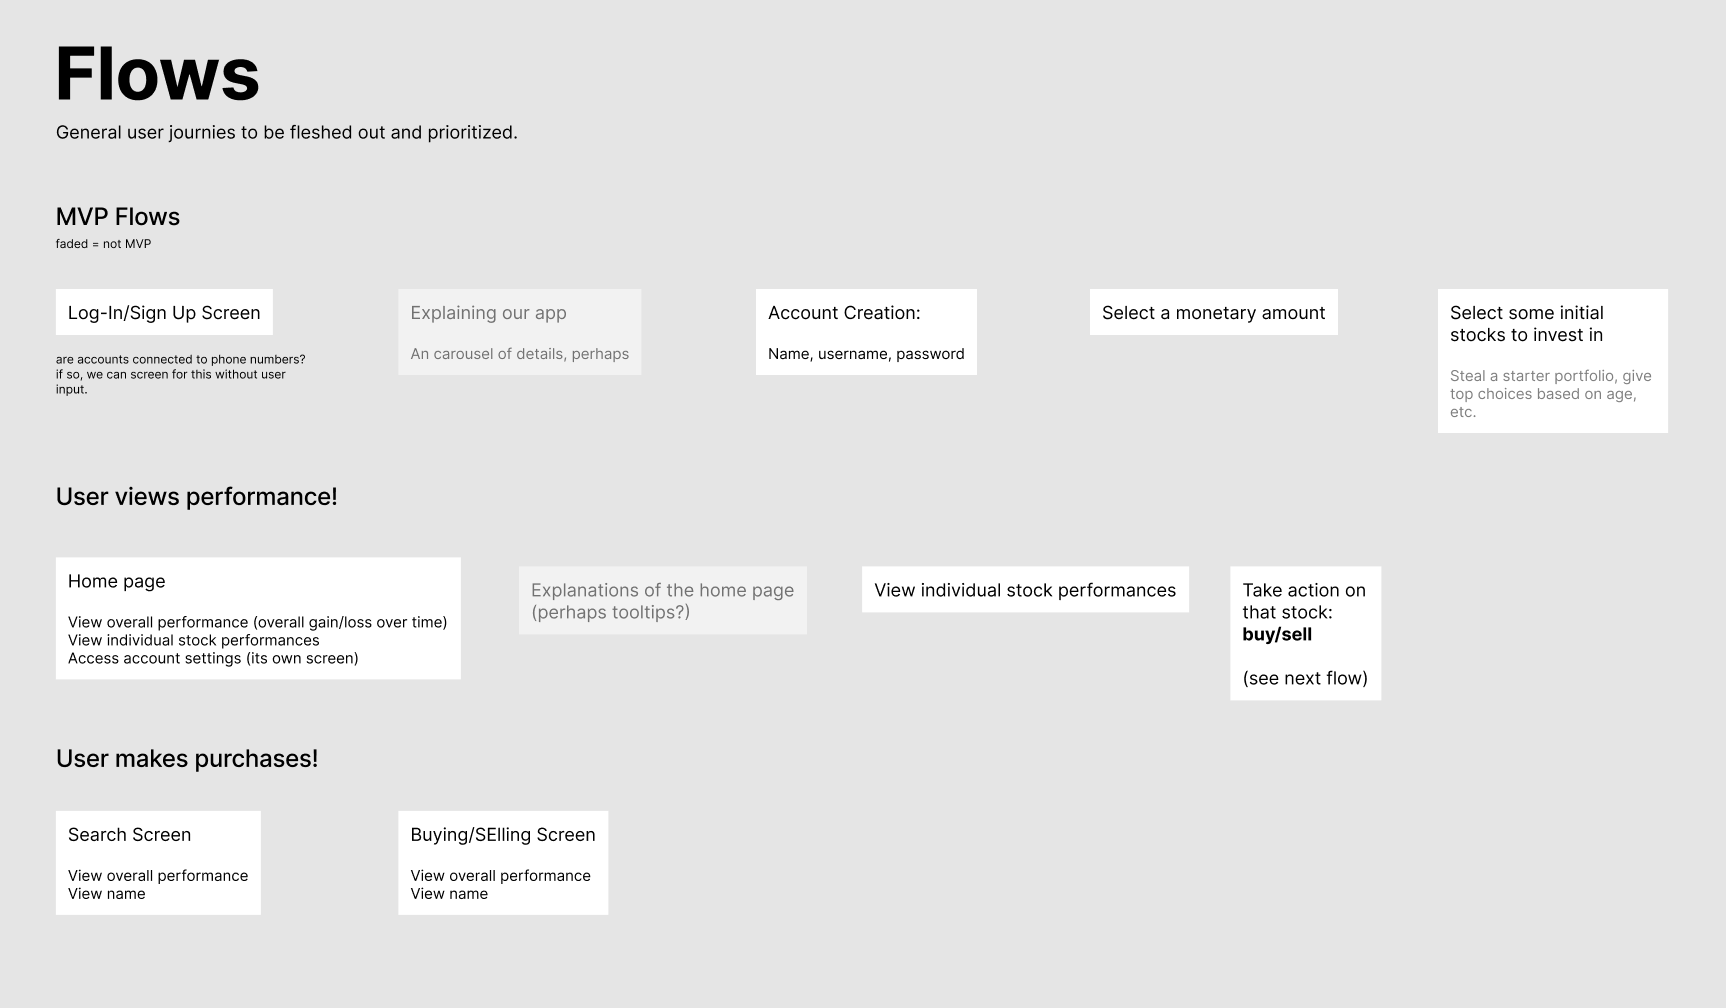 Flows
General user journies to be fleshed out and prioritized.
MVP Flows
faded = not MVP
Log-In/Sign Up Screen
are accounts connected to phone numbers?
if so, we can screen for this without user
input.
Explaining our app
An carousel of details, perhaps
Account Creation:
Name, username, password
Select a monetary amount
Select some initial
stocks to invest in
Steal a starter portfolio, give
top choices based on age,
etc.
User views performance!
Home page
View overall performance (overall gain/loss over time)
View individual stock performances
Access account settings (its own screen)
Explanations of the home page
(perhaps tooltips?)
View individual stock performances
Take action on
that stock:
buy/sell
(see next flow)
User makes purchases!
Search Screen
View overall performance
View name
Buying/SElling Screen
View overall performance
View name